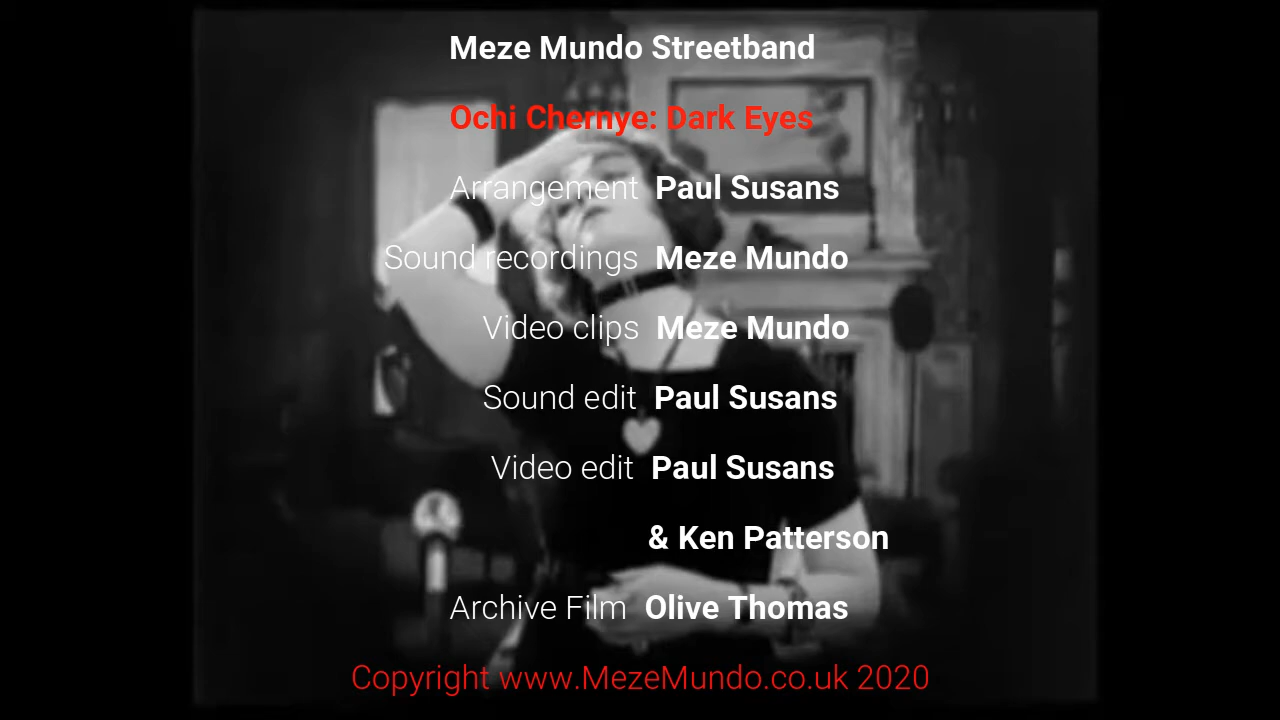 Meze Mundo Streetband
Ochi Chernye: Dark Eyes
Arrangement Paul Susans
Sound recordings Meze Mundo
Video clips Meze Mundo
Sound edit Paul Susans
Video edit Paul Susans
& Ken Patterson
Archive Film Olive Thomas
Copyright www.MezeMundo.co.uk 2020